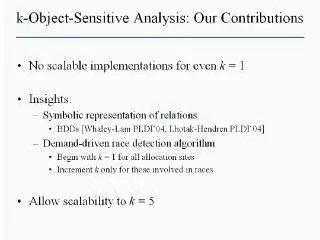 k-Object-Sensitive Analysis: Our Contributions
• No scalable implementations for even k = 1
• Insights:
– Symbolic representation of relations
• BDDs [Whaley-Lam PLDI'04, Lhotak-Hendren PLDI'04]
– Demand-driven race detection algorithm
• Begin with k = 1 for all allocation sites
• Increment k only for those involved in races
• Allow scalability to k = 5